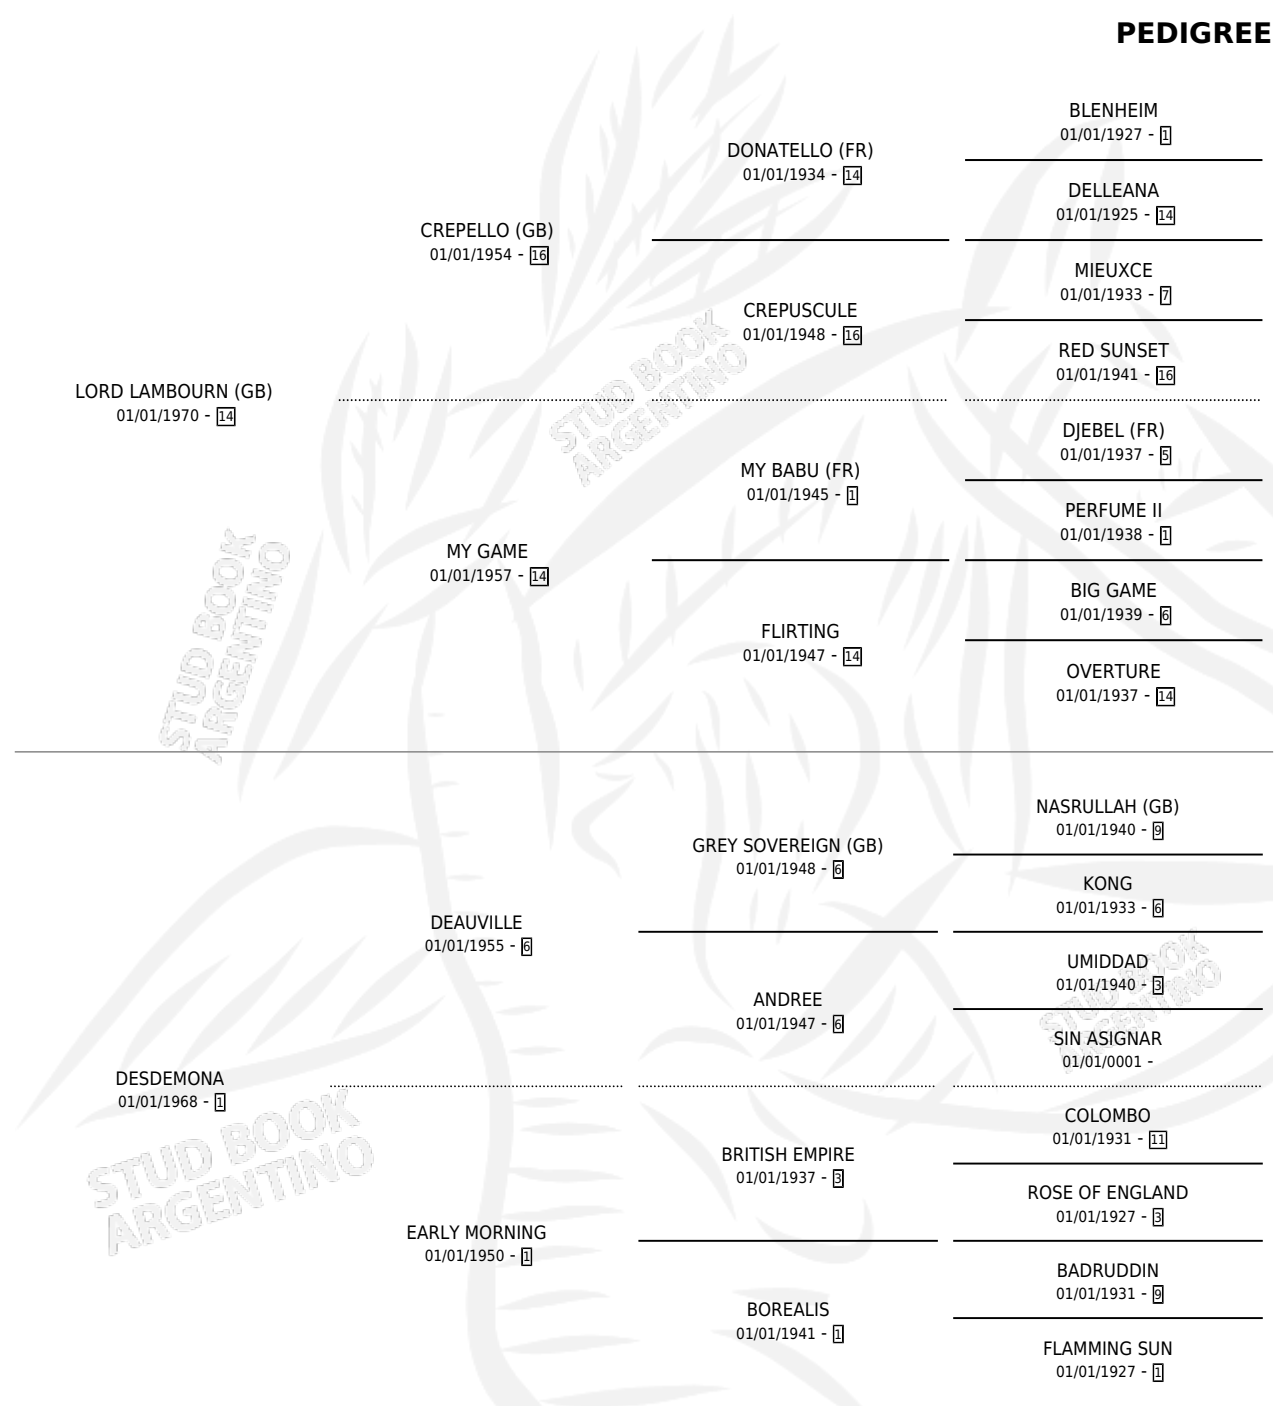 PEDIGREE
BLENHEIM
01/01/1927 - 1
DONATELLO (FR)
01/01/1934 - 14
DELLEANA
01/01/1925 - 14
CREPELLO (GB)
01/01/1954 - 16
MIEUXCE
01/01/1933 - 7
CREPUSCULE
01/01/1948 - 16
RED SUNSET
01/01/1941 - 16
LORD LAMBOURN (GB)
01/01/1970 - 14
DJEBEL (FR)
01/01/1937 - 5
MY BABU (FR)
01/01/1945 - 1
PERFUME II
01/01/1938 - 1
MY GAME
01/01/1957 - 14
BIG GAME
01/01/1939 - 6
FLIRTING
01/01/1947 - 14
OVERTURE
01/01/1937 - 14
NASRULLAH (GB)
01/01/1940 - 9
GREY SOVEREIGN (GB)
01/01/1948 - 6
KONG
01/01/1933 - 6
DEAUVILLE
01/01/1955 - 6
UMIDDAD
01/01/1940 - 3
ANDREE
01/01/1947 - 6
SIN ASIGNAR
01/01/0001 -
DESDEMONA
01/01/1968 - 1
COLOMBO
01/01/1931 - 11
BRITISH EMPIRE
01/01/1937 - 3
ROSE OF ENGLAND
01/01/1927 - 3
EARLY MORNING
01/01/1950 - 1
BADRUDDIN
01/01/1931 - 9
BOREALIS
01/01/1941 - 1
FLAMMING SUN
01/01/1927 - 1
STUD BOOK
ARGENTINO
STUD BOOK
ARGENTINO
STUD BOOK
ARGENTINO
STUD BOOK
ARGENTINO